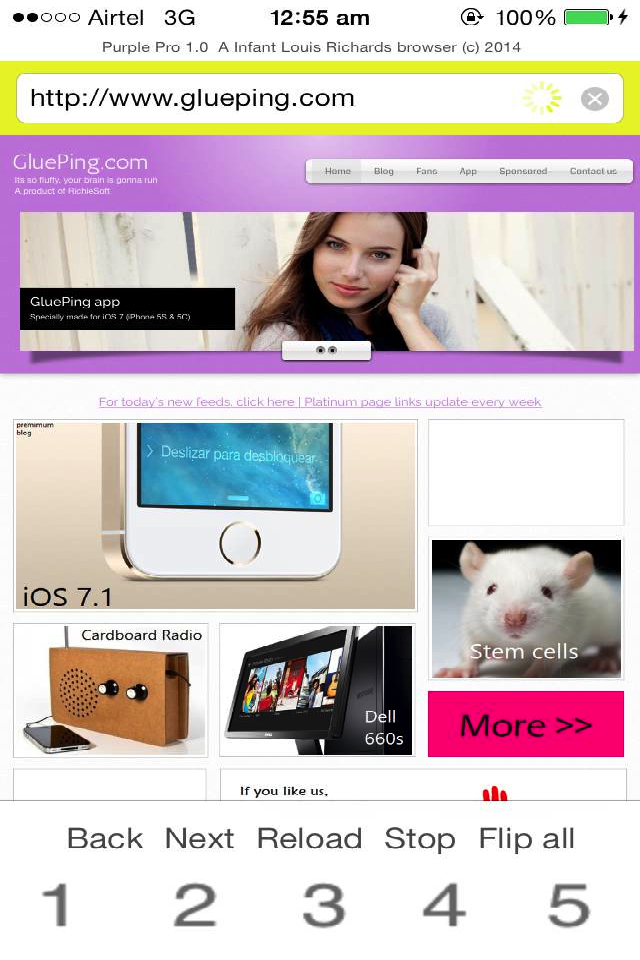 Airtel 3G 12:55 am 100%
Purple Pro 1.0 A Infant Louis Richards browser (c) 2014
http://www.glueping.com
GluePing.com
Its so fluffy, your brain is gonna run
A product of RichieSoft
Home Blog Fans App Sponsored Contact us
GluePing app
Specially made for iOS 7 (iPhone 5S & 5C)
For today's new feeds, click here | Platinum page links update every week
premimum
blog
Deslizar para desbloquear
iOS 7.1
Stem cells
Cardboard Radio
Dell
660s
More >>
If you like us,
Back Next Reload Stop Flip all
1 2 3 4 5